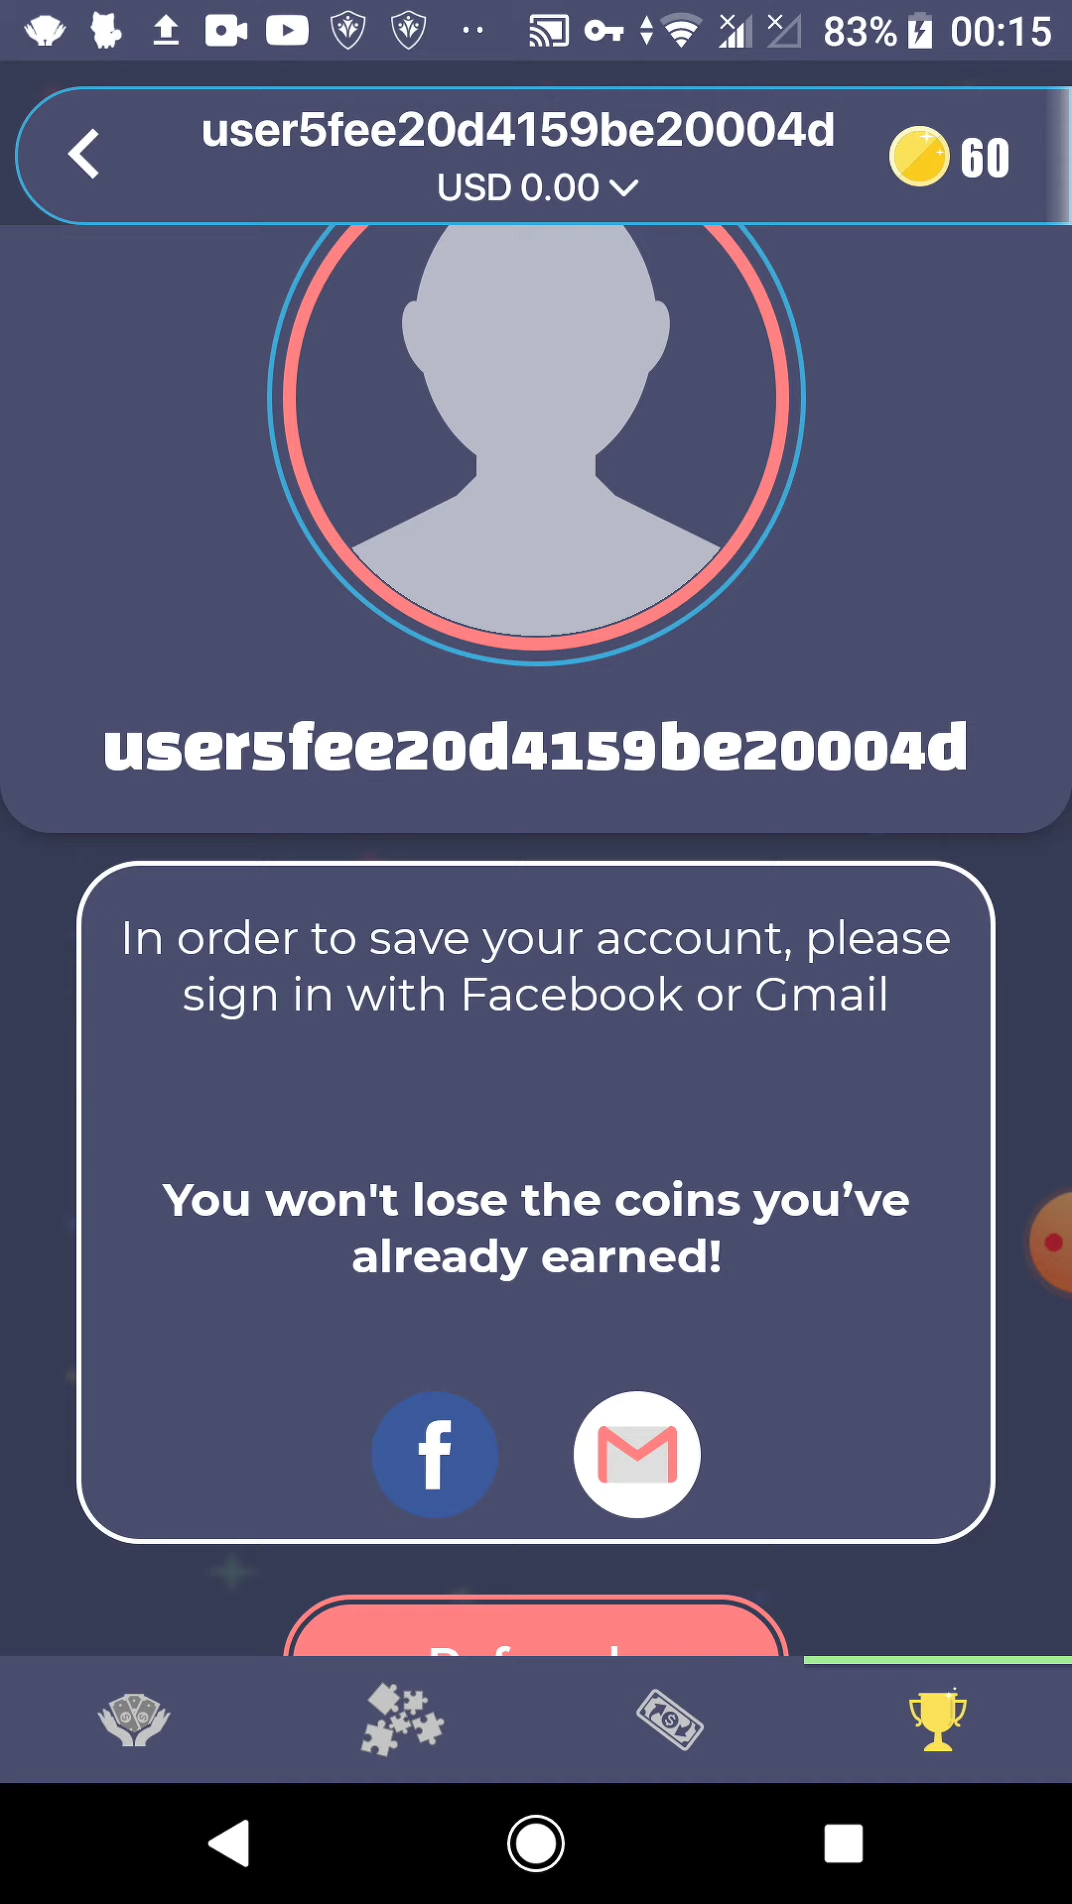 83% 00:15
user5fee20d4159be20004d
USD 0.00
60
user5fee20d4159be20004d
In order to save your account, please
sign in with Facebook or Gmail
You won't lose the coins you’ve
already earned!